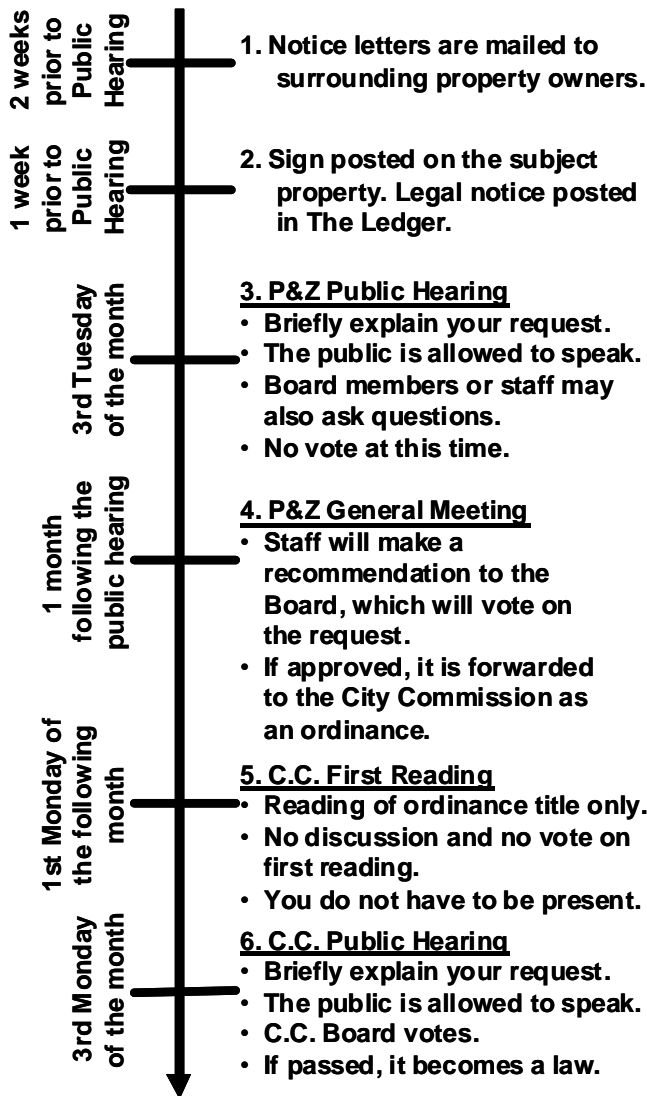 2 weeks
prior to
Public
Hearing
1. Notice letters are mailed to
surrounding property owners.
1 week
prior to
Public
Hearing
2. Sign posted on the subject
property. Legal notice posted
in The Ledger.
3rd Tuesday
of the month
3. P&Z Public Hearing
• Briefly explain your request.
• The public is allowed to speak.
• Board members or staff may
also ask questions.
• No vote at this time.
1 month
following the
public hearing
4. P&Z General Meeting
• Staff will make a
recommendation to the
Board, which will vote on
the request.
• If approved, it is forwarded
to the City Commission as
an ordinance.
1st Monday of
the following
month
5. C.C. First Reading
• Reading of ordinance title only.
• No discussion and no vote on
first reading.
• You do not have to be present.
3rd Monday
of the month
6. C.C. Public Hearing
• Briefly explain your request.
• The public is allowed to speak.
• C.C. Board votes.
• If passed, it becomes a law.